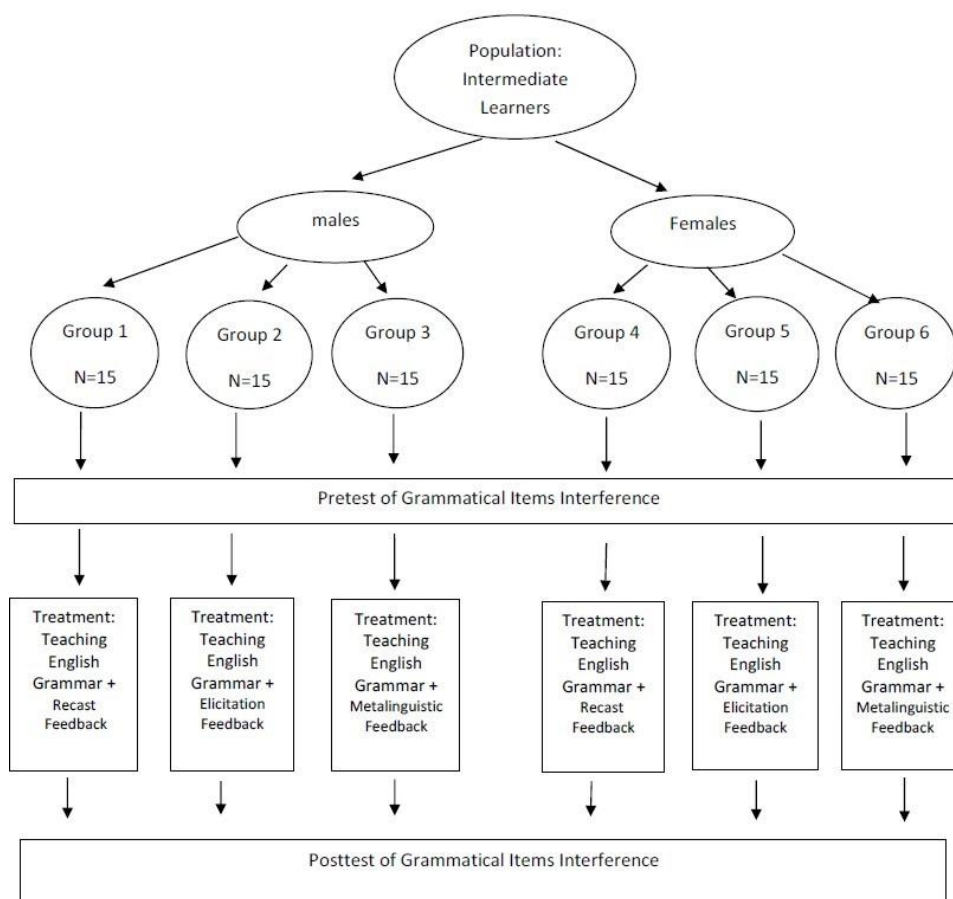 Population:
Intermediate
Learners
males
Females
Group 1
N=15
Group 2
N=15
Group 3
N=15
Group 4
N=15
Group 5
N=15
Group 6
N=15
Pretest of Grammatical Items Interference
Treatment:
Teaching
English
Grammar +
Recast
Feedback
Treatment:
Teaching
English
Grammar +
Elicitation
Feedback
Treatment:
Teaching
English
Grammar +
Metalinguistic
Feedback
Treatment:
Teaching
English
Grammar +
Recast
Feedback
Treatment:
Teaching
English
Grammar +
Elicitation
Feedback
Treatment:
Teaching
English
Grammar +
Metalinguistic
Feedback
Posttest of Grammatical Items Interference